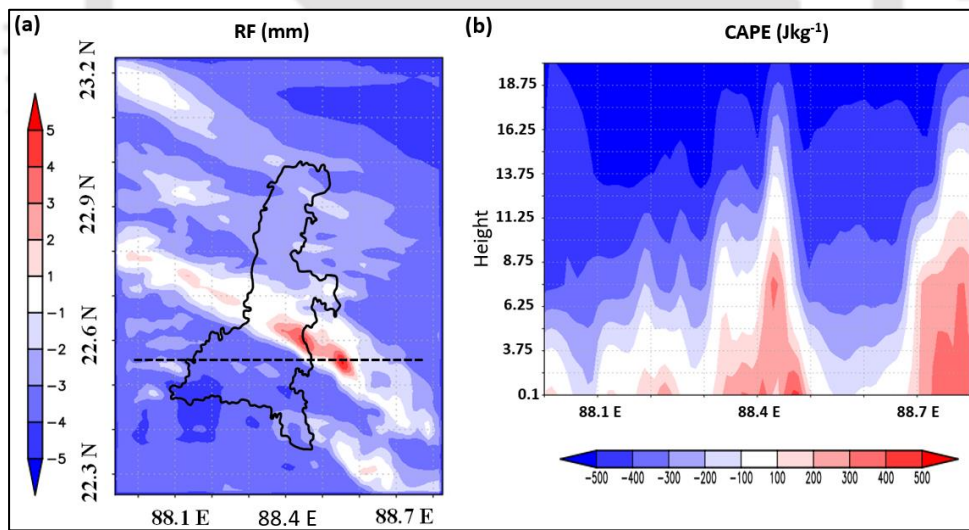 (a)
RF (mm)
23.2 N
22.9 N
22.6 N
22.3 N
88.1 E
88.4 E
88.7 E
5
4
3
2
1
−1
−2
−3
−4
−5
(b)
CAPE (Jkg⁻¹)
Height
18.75
16.25
13.75
11.25
8.75
6.25
3.75
0.1
88.1 E
88.4 E
88.7 E
−500 −400 −300 −200 −100 100 200 300 400 500